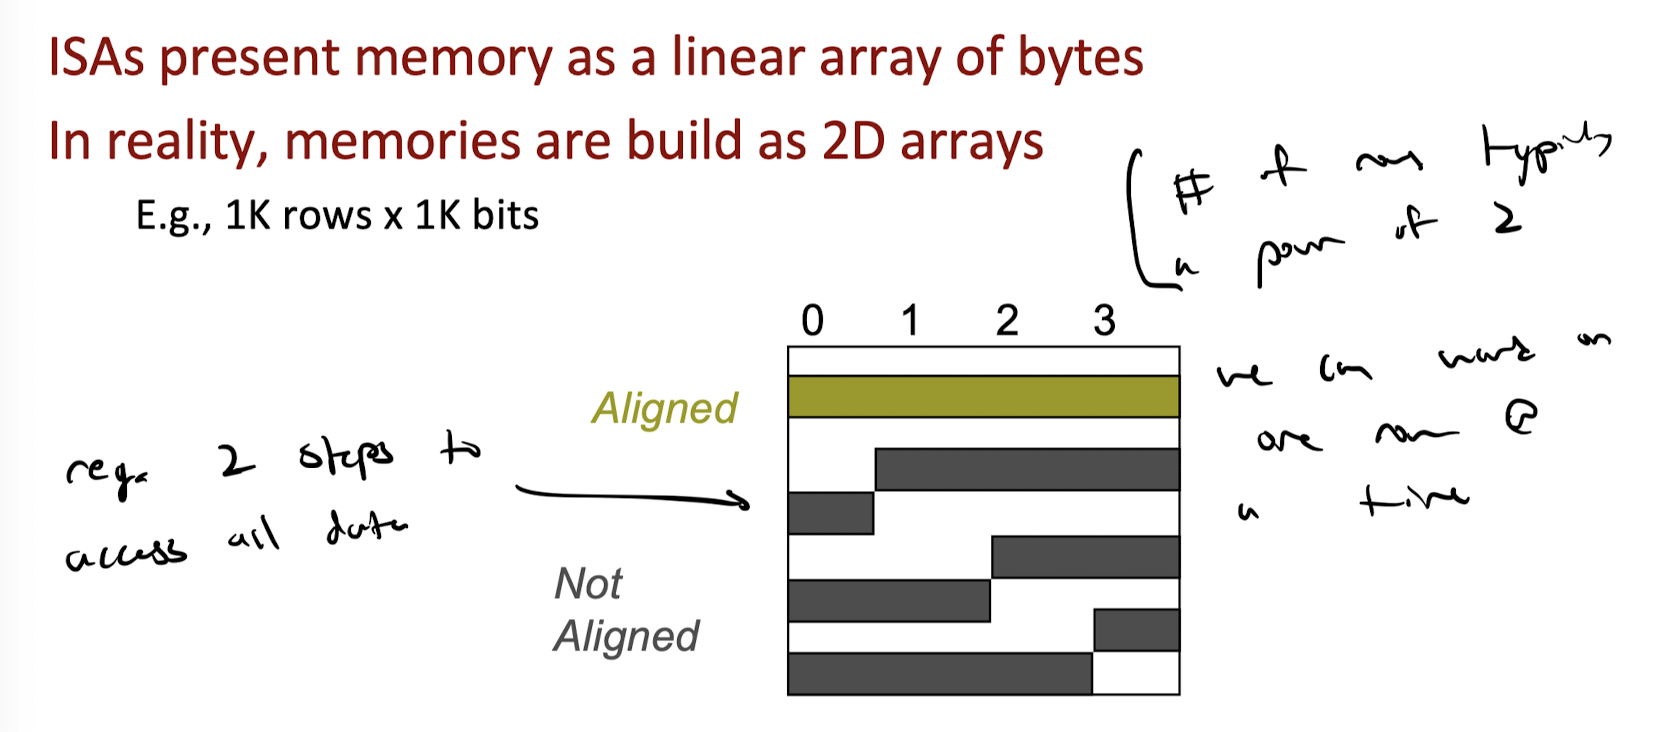 ISAs present memory as a linear array of bytes
In reality, memories are build as 2D arrays
E.g., 1K rows x 1K bits
# of rows typically
a power of 2
0 1 2 3
Aligned
we can work on
one row @
a time
reqs 2 steps to
access all data
Not
Aligned